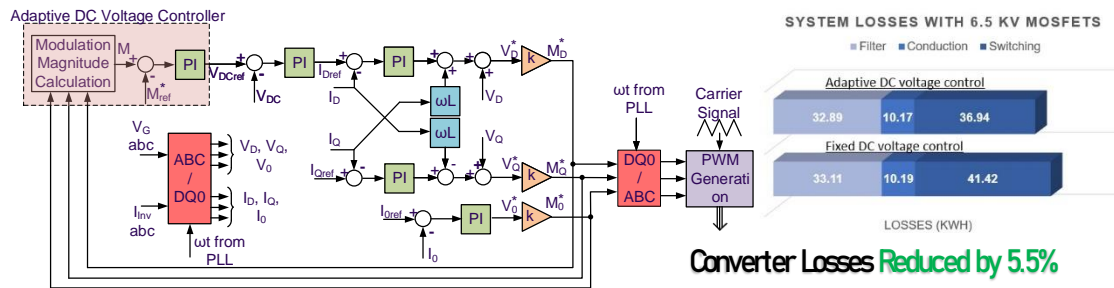 Adaptive DC Voltage Controller
Modulation
Magnitude
Calculation
M
+
-
M*ref
PI
VDCref
+
-
VDC
PI
IDref
+
-
ID
PI
+
+
+
+
VD
V*D
k
M*D
ωL
ωL
IQ
IQref
+
-
PI
+
-
+
+
VQ
V*Q
k
M*Q
I0ref
+
-
I0
PI
V*0
k
M*0
VG
abc
IInv
abc
ABC
/
DQ0
VD, VQ,
V0
ID, IQ,
I0
ωt from
PLL
ωt from
PLL
DQ0
/
ABC
Carrier
Signal
PWM
Generati
on
SYSTEM LOSSES WITH 6.5 KV MOSFETS
Filter Conduction Switching
Adaptive DC voltage control
32.89 10.17 36.94
Fixed DC voltage control
33.11 10.19 41.42
LOSSES (KWH)
Converter Losses Reduced by 5.5%